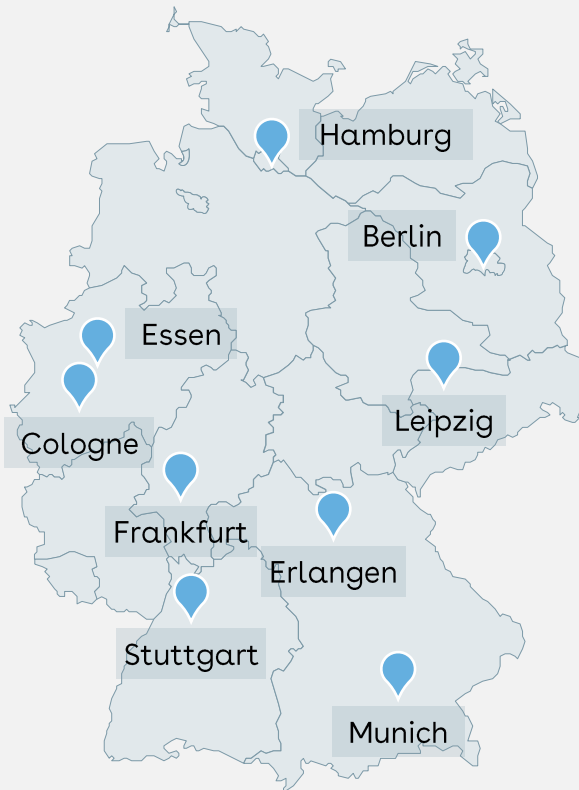 Hamburg
Berlin
Essen
Leipzig
Cologne
Frankfurt
Erlangen
Stuttgart
Munich